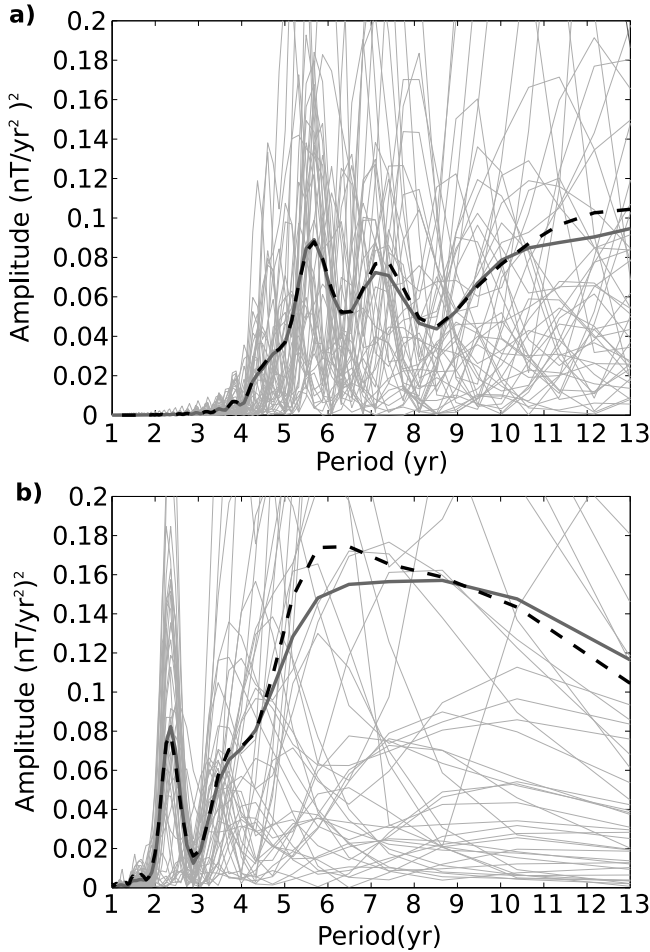 a)
0.2
0.18
0.16
0.14
0.12
0.1
0.08
0.06
0.04
0.02
0
Amplitude (nT/yr² )²
1 2 3 4 5 6 7 8 9 10 11 12 13
Period (yr)
b)
0.2
0.18
0.16
0.14
0.12
0.1
0.08
0.06
0.04
0.02
0
Amplitude (nT/yr²)²
1 2 3 4 5 6 7 8 9 10 11 12 13
Period(yr)